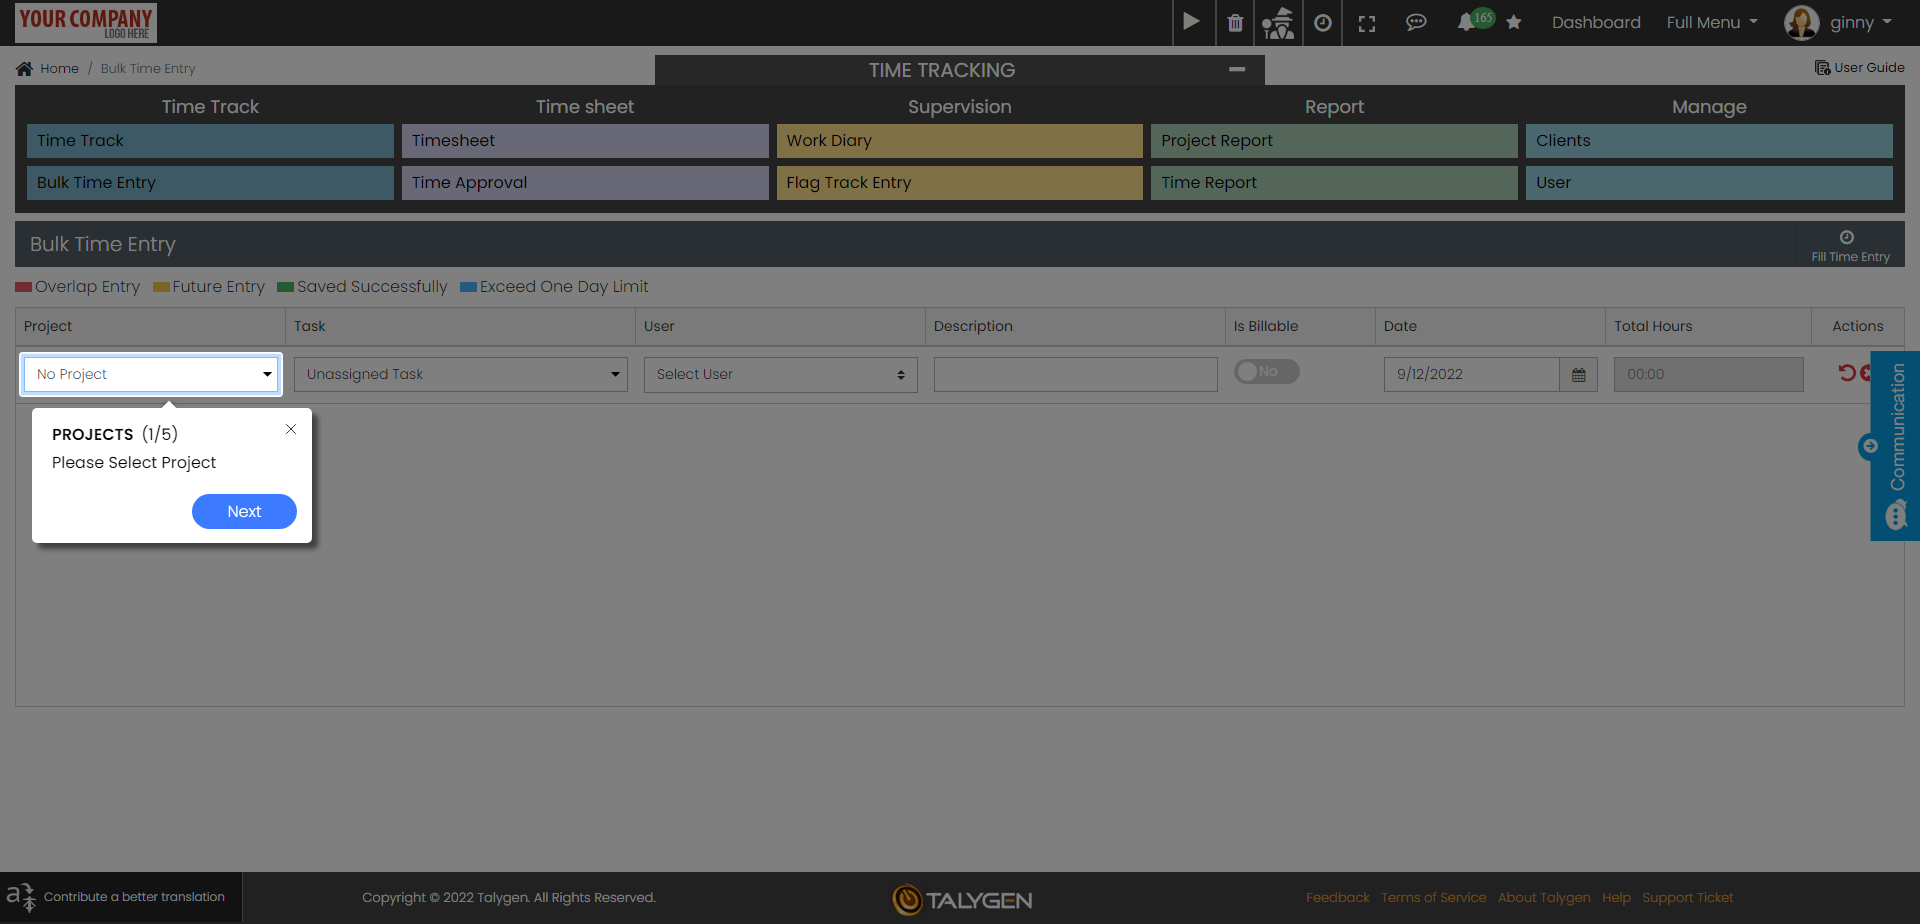 YOUR COMPANY
LOGO HERE
165
Dashboard
Full Menu
ginny
Home / Bulk Time Entry
TIME TRACKING
User Guide
Time Track
Time sheet
Supervision
Report
Manage
Time Track
Timesheet
Work Diary
Project Report
Clients
Bulk Time Entry
Time Approval
Flag Track Entry
Time Report
User
Bulk Time Entry
Fill Time Entry
Overlap Entry
Future Entry
Saved Successfully
Exceed One Day Limit
Project
Task
User
Description
Is Billable
Date
Total Hours
Actions
No Project
Unassigned Task
Select User
No
9/12/2022
00:00
Communication
PROJECTS (1/5)
Please Select Project
Next
Contribute a better translation
Copyright © 2022 Talygen. All Rights Reserved.
TALYGEN
Feedback
Terms of Service
About Talygen
Help
Support Ticket